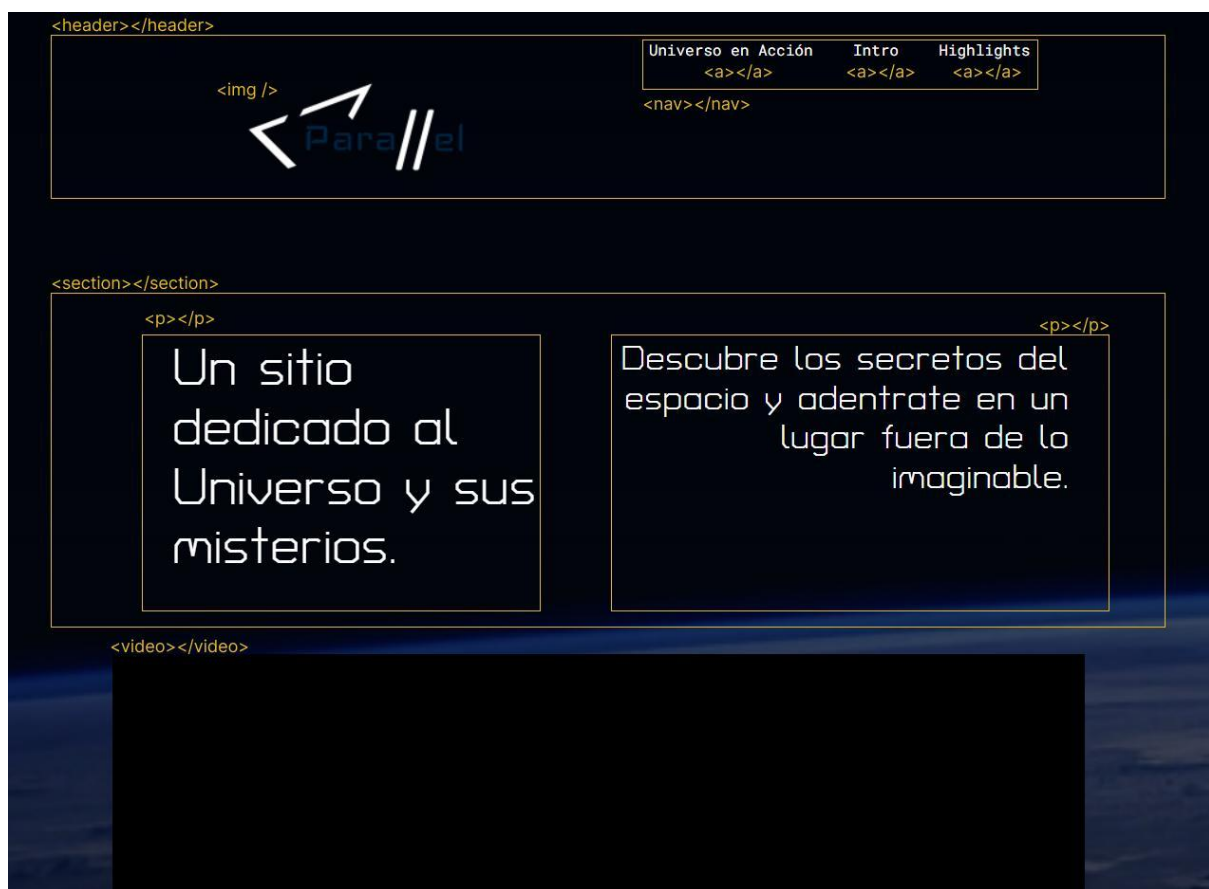 <header></header>
Universo en Acción Intro Highlights
<a></a> <a></a> <a></a>
<img />
<nav></nav>
Parallel
<section></section>
<p></p>
Un sitio
dedicado al
Universo y sus
misterios.
<p></p>
Descubre los secretos del
espacio y adentrate en un
lugar fuera de lo
imaginable.
<video></video>